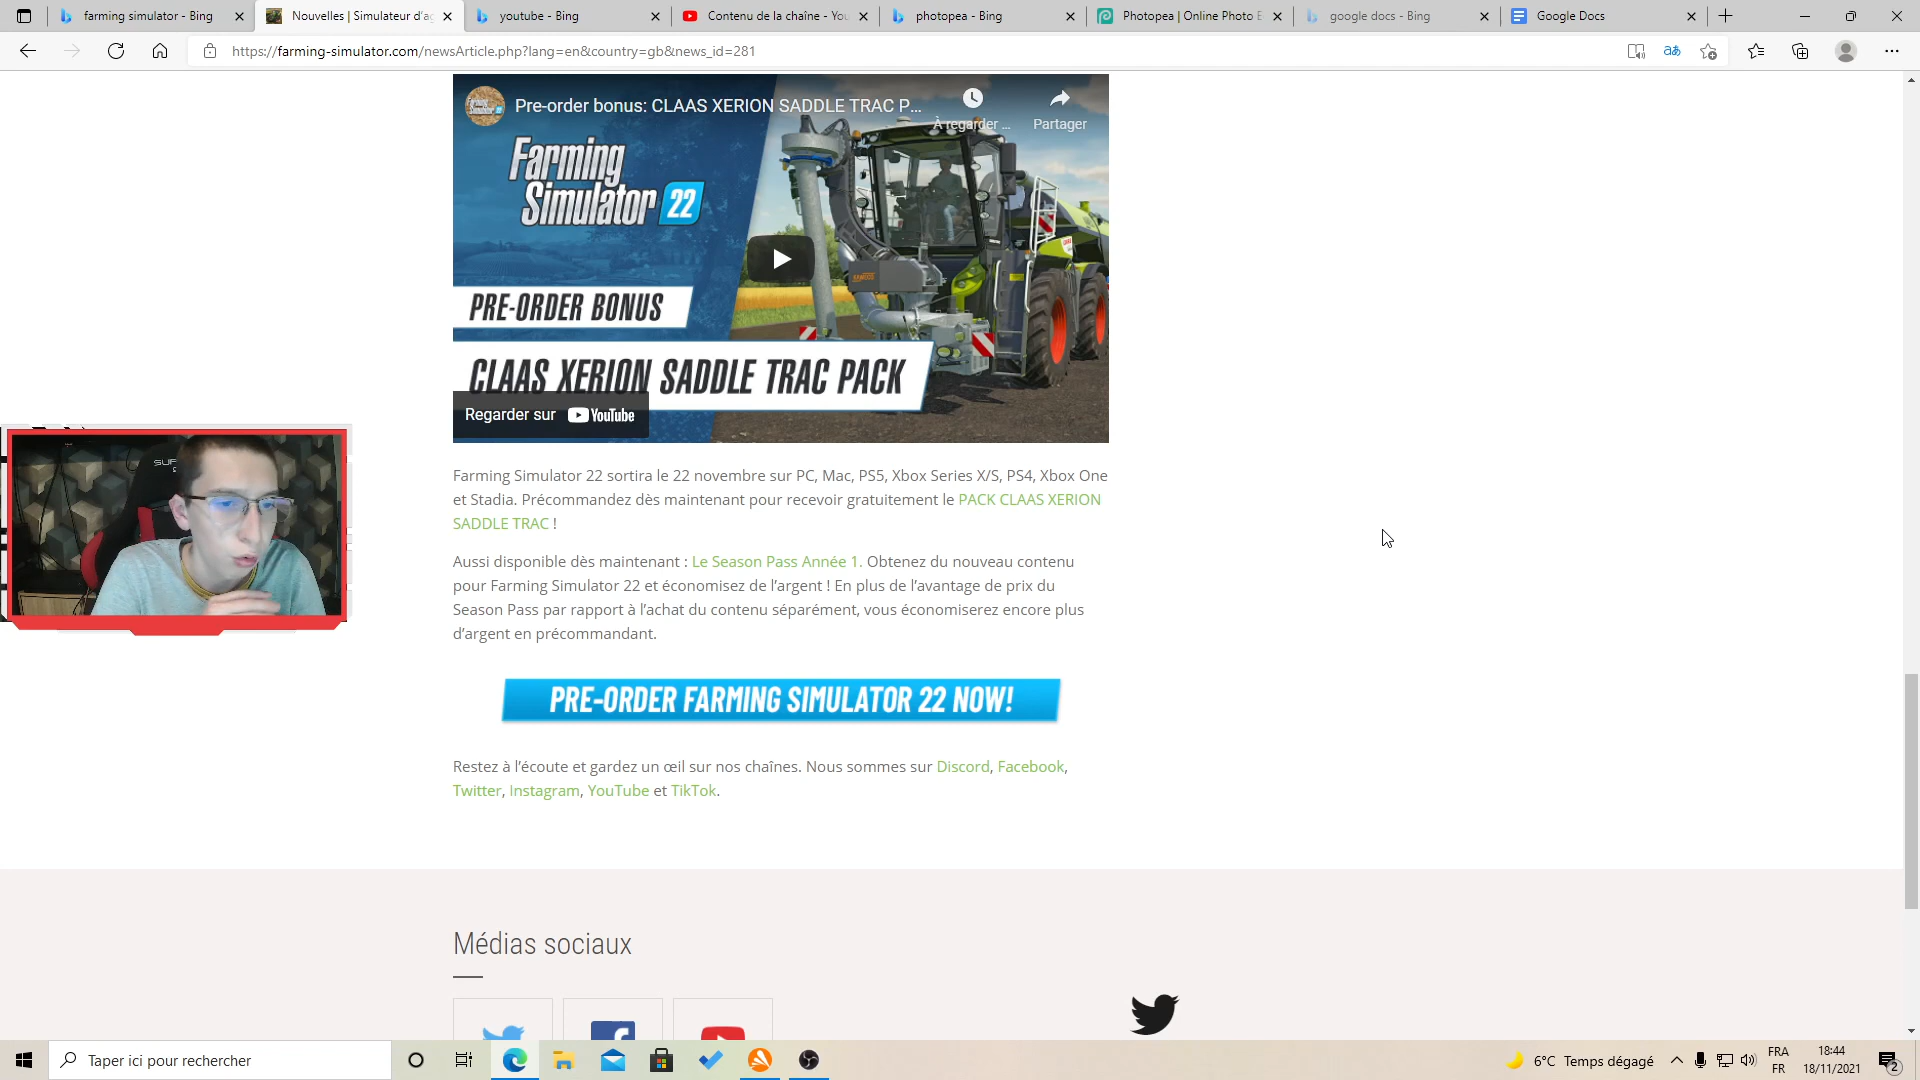 farming simulator - Bing
Nouvelles | Simulateur d'ag
youtube - Bing
Contenu de la chaîne - You
photopea - Bing
Photopea | Online Photo E
google docs - Bing
Google Docs
https://farming-simulator.com/newsArticle.php?lang=en&country=gb&news_id=281
Pre-order bonus: CLAAS XERION SADDLE TRAC P...
À regarder ...
Partager
Farming
Simulator 22
PRE-ORDER BONUS
CLAAS XERION SADDLE TRAC PACK
Regarder sur YouTube
Farming Simulator 22 sortira le 22 novembre sur PC, Mac, PS5, Xbox Series X/S, PS4, Xbox One
et Stadia. Précommandez dès maintenant pour recevoir gratuitement le PACK CLAAS XERION
SADDLE TRAC !
Aussi disponible dès maintenant : Le Season Pass Année 1. Obtenez du nouveau contenu
pour Farming Simulator 22 et économisez de l'argent ! En plus de l'avantage de prix du
Season Pass par rapport à l'achat du contenu séparément, vous économiserez encore plus
d'argent en précommandant.
PRE-ORDER FARMING SIMULATOR 22 NOW!
Restez à l'écoute et gardez un œil sur nos chaînes. Nous sommes sur Discord, Facebook,
Twitter, Instagram, YouTube et TikTok.
Médias sociaux
Taper ici pour rechercher
6°C Temps dégagé
FRA
FR
18:44
18/11/2021
2